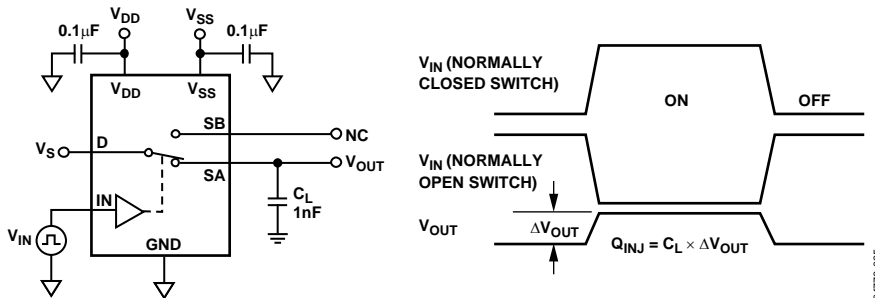 VDD
VSS
0.1µF
0.1µF
VDD
VSS
SB
NC
VS
D
SA
VOUT
IN
CL
1nF
VIN
GND
VIN (NORMALLY
CLOSED SWITCH)
ON
OFF
VIN (NORMALLY
OPEN SWITCH)
VOUT
ΔVOUT
QINJ = CL × ΔVOUT